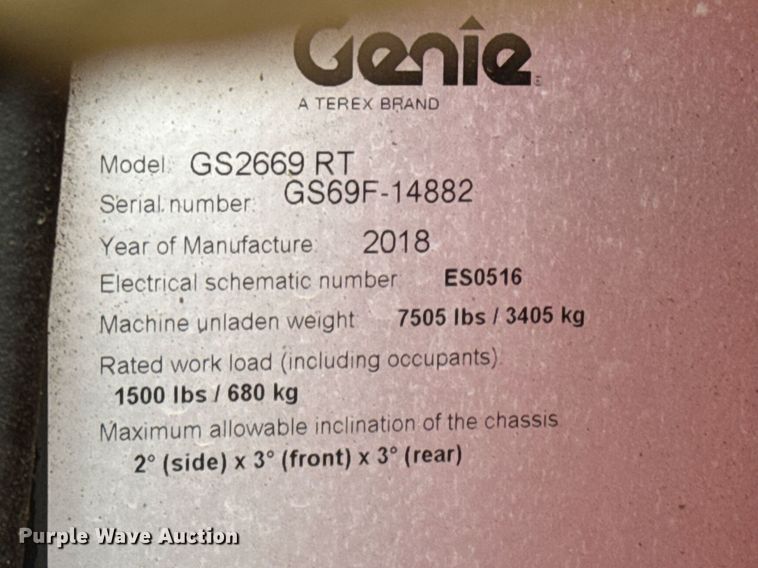 Genie
A TEREX BRAND
Model: GS2669 RT
Serial number: GS69F-14882
Year of Manufacture: 2018
Electrical schematic number ES0516
Machine unladen weight 7505 lbs / 3405 kg
Rated work load (including occupants):
1500 lbs / 680 kg
Maximum allowable inclination of the chassis
2° (side) x 3° (front) x 3° (rear)
Purple Wave Auction